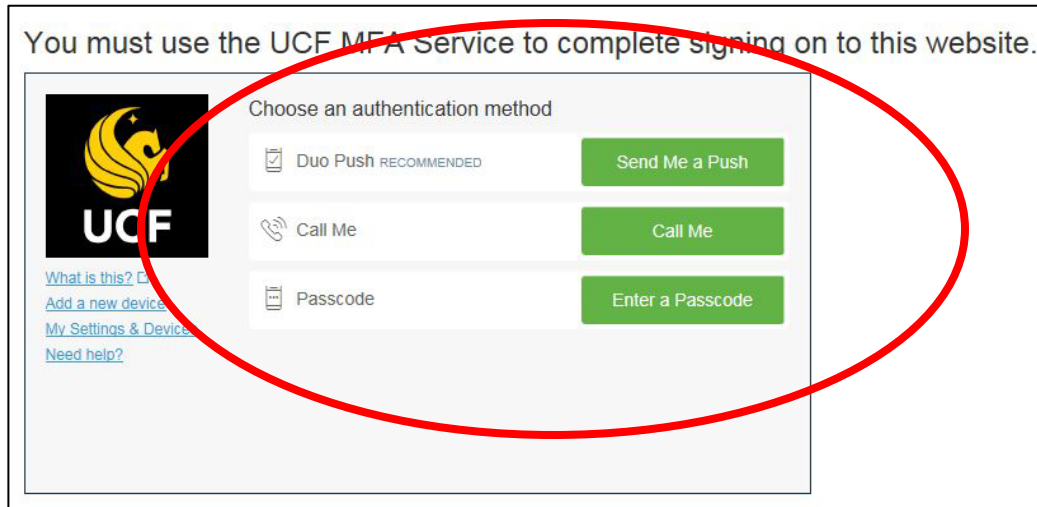 You must use the UCF MFA Service to complete signing on to this website.
Choose an authentication method
Duo Push RECOMMENDED Send Me a Push
Call Me Call Me
Passcode Enter a Passcode
UCF
What is this?
Add a new device
My Settings & Devices
Need help?